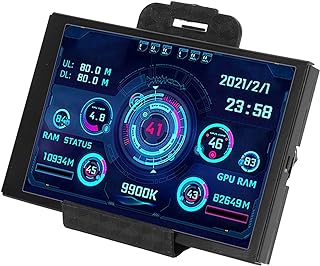 UL: 80.0 M
DL: 80.0 M
2021/2/1
23:58
84
4.8
41
46
83
RAM STATUS
10934M
45
9900K
43
GPU RAM
82649M